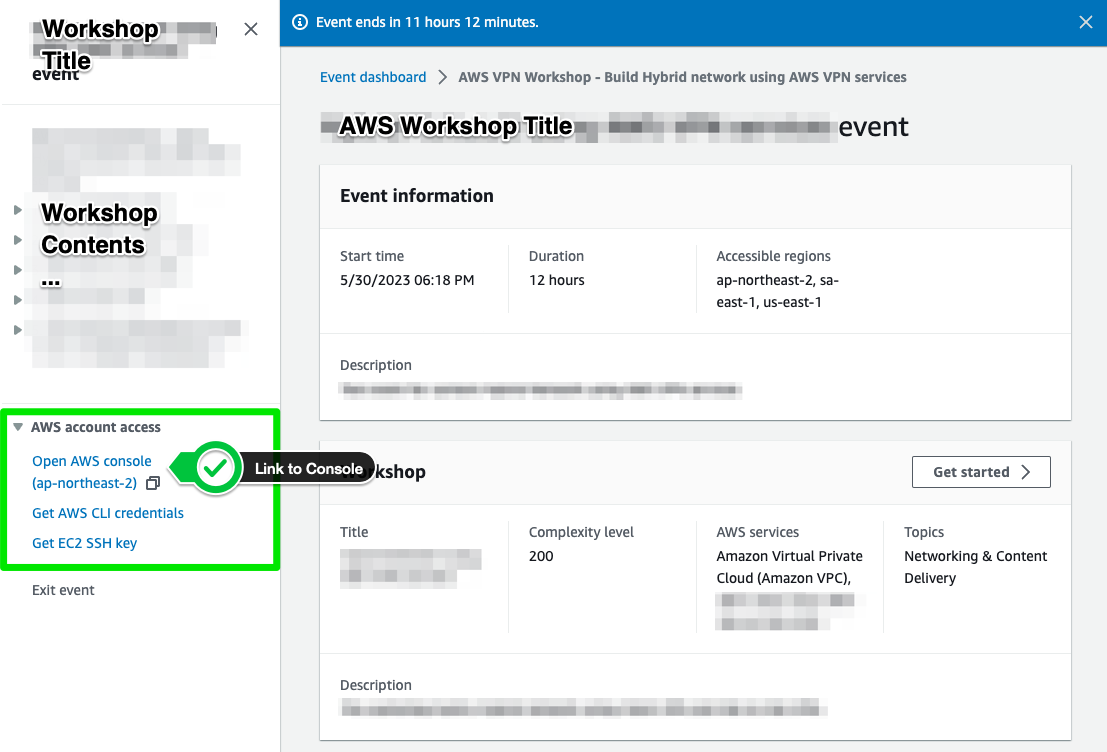 Workshop
Title
event
Workshop
Contents
...
AWS account access
Open AWS console
(ap-northeast-2)
Get AWS CLI credentials
Get EC2 SSH key
Exit event
Link to Console
Event ends in 11 hours 12 minutes.
Event dashboard > AWS VPN Workshop - Build Hybrid network using AWS VPN services
AWS Workshop Title event
Event information
Start time
5/30/2023 06:18 PM
Duration
12 hours
Accessible regions
ap-northeast-2, sa-
east-1, us-east-1
Description
Workshop
Get started
Title
Complexity level
200
AWS services
Amazon Virtual Private
Cloud (Amazon VPC),
Topics
Networking & Content
Delivery
Description